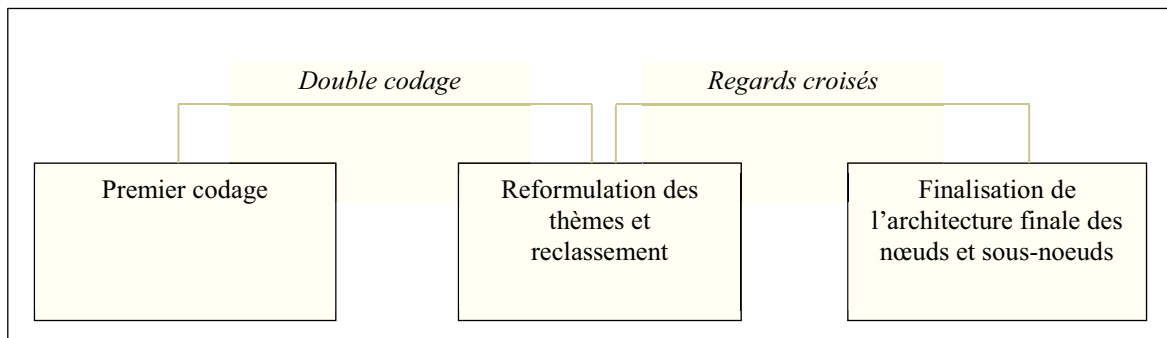 Double codage
Regards croisés
Premier codage
Reformulation des
thèmes et
reclassement
Finalisation de
l’architecture finale des
nœuds et sous-noeuds